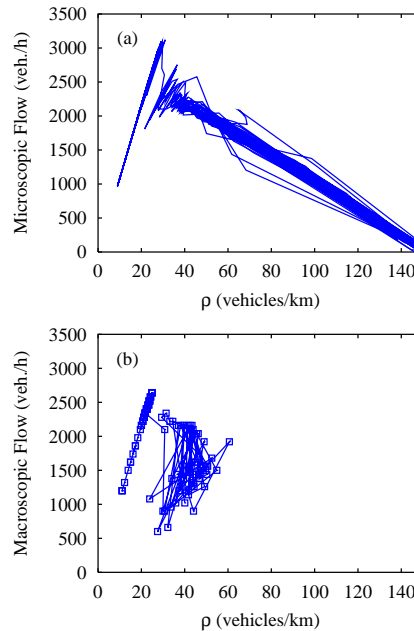 3500
3000
2500
2000
1500
1000
500
0
(a)
Microscopic Flow (veh./h)
0 20 40 60 80 100 120 140
ρ (vehicles/km)
3500
3000
2500
2000
1500
1000
500
0
(b)
Macroscopic Flow (veh./h)
0 20 40 60 80 100 120 140
ρ (vehicles/km)